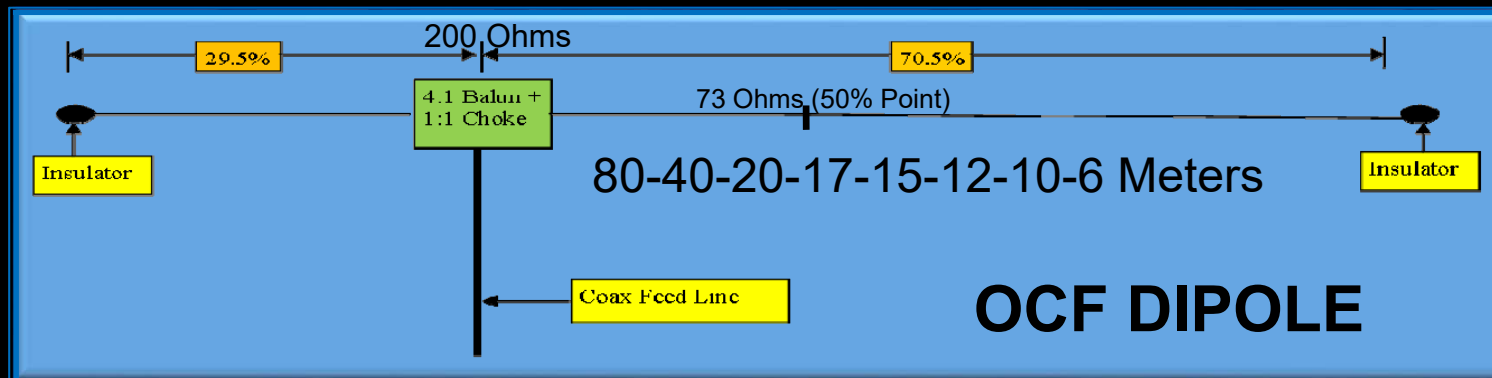 200 Ohms
29.5%
70.5%
4.1 Balun +
1:1 Choke
73 Ohms (50% Point)
Insulator
80-40-20-17-15-12-10-6 Meters
Insulator
Coax Feed Line
OCF DIPOLE